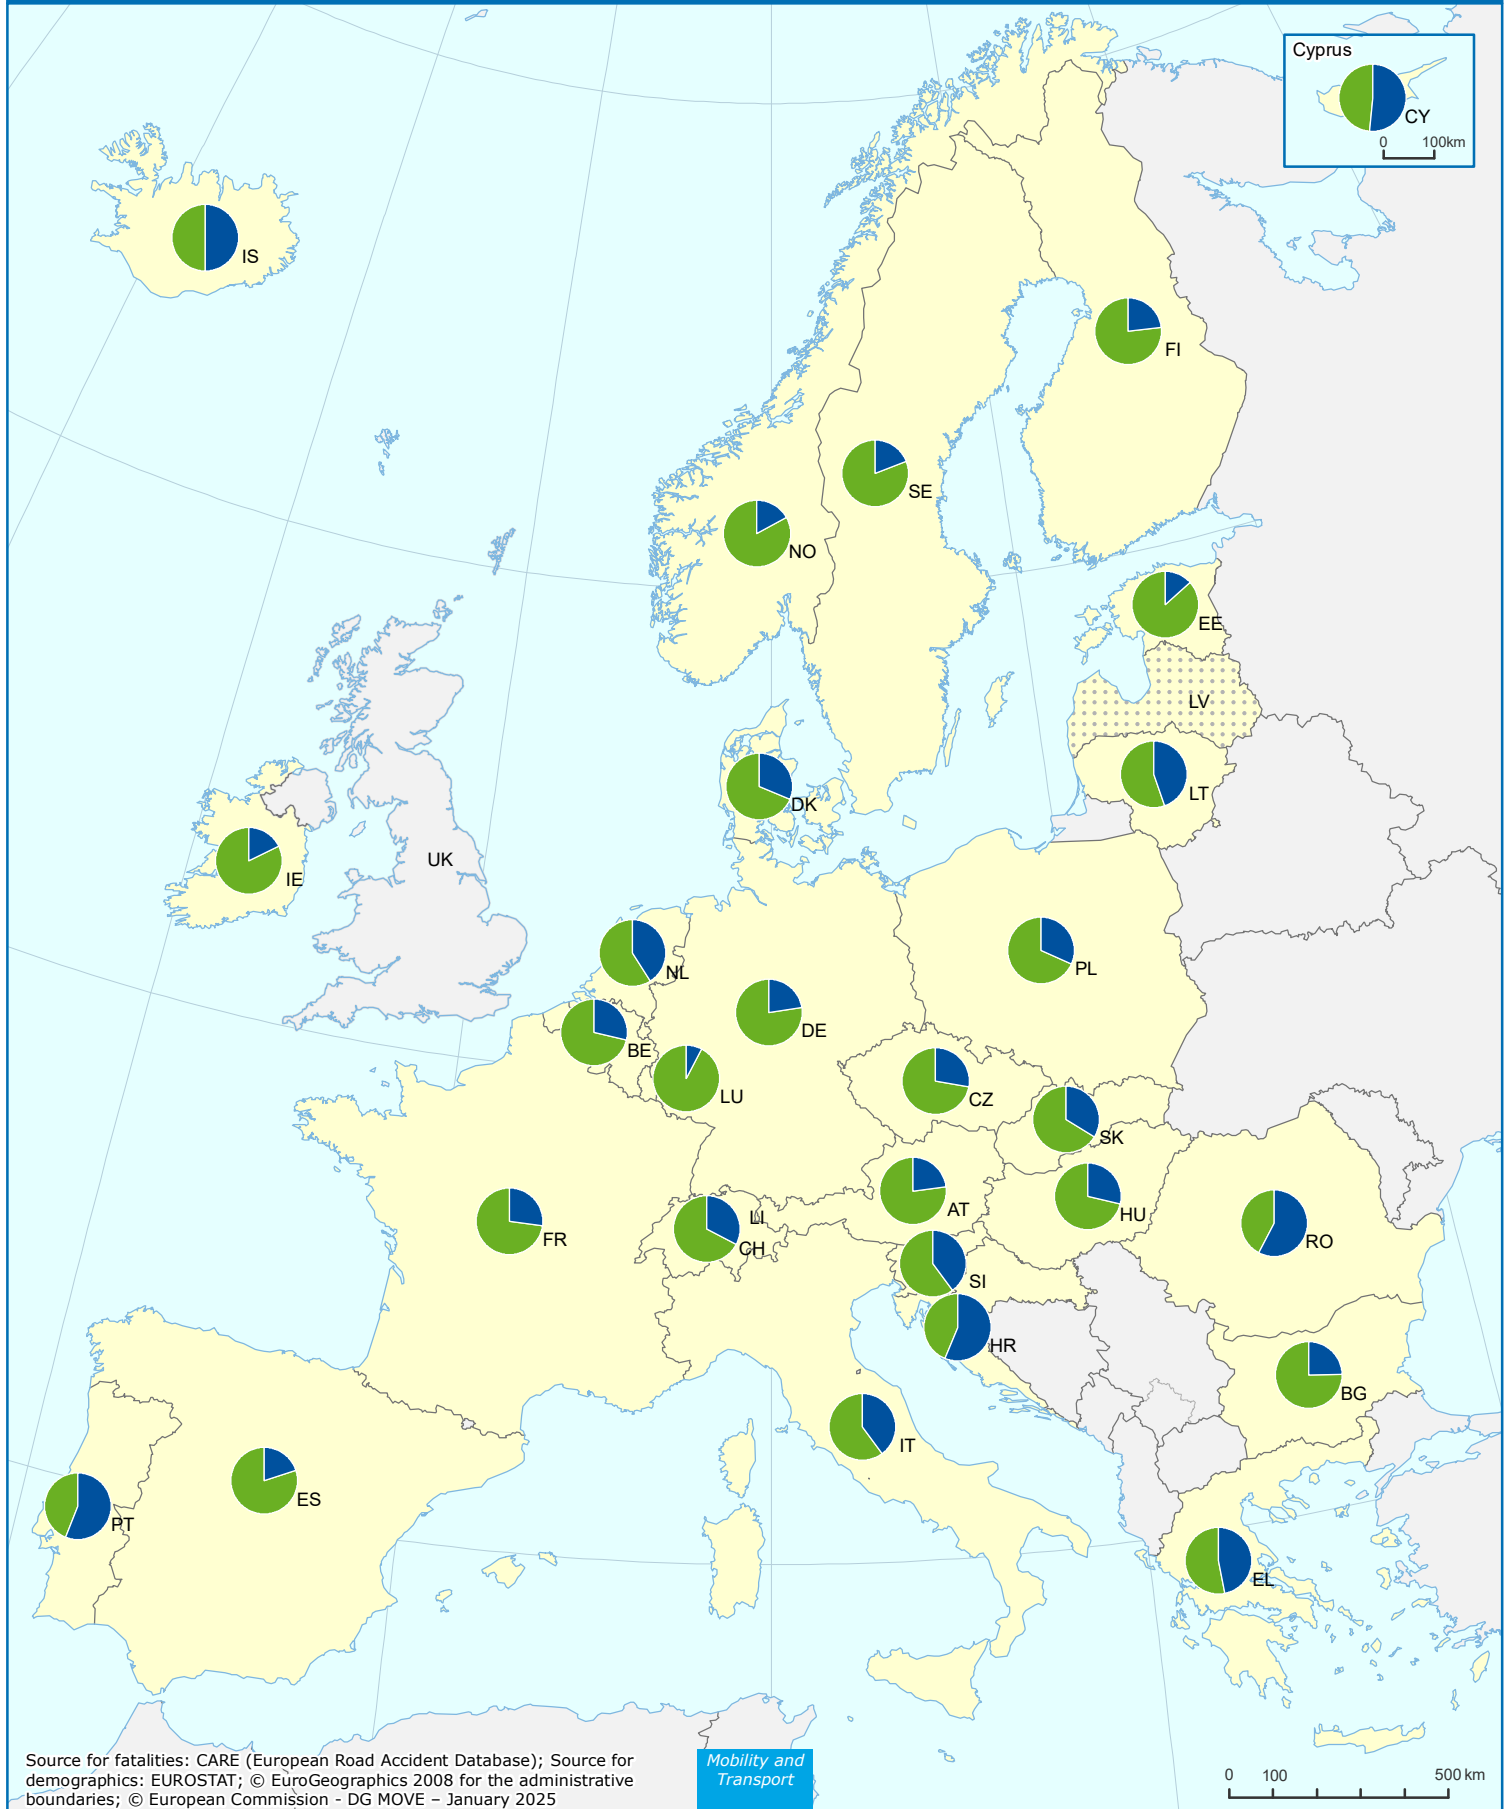 Cyprus
CY
0 100km
IS
FI
SE
NO
EE
LV
LT
DK
UK
IE
NL
PL
DE
BE
LU
CZ
SK
AT
HU
FR
LI
CH
RO
SI
HR
BG
IT
ES
PT
EL
Source for fatalities: CARE (European Road Accident Database); Source for
demographics: EUROSTAT; © EuroGeographics 2008 for the administrative
boundaries; © European Commission - DG MOVE – January 2025
Mobility and
Transport
0 100 500 km